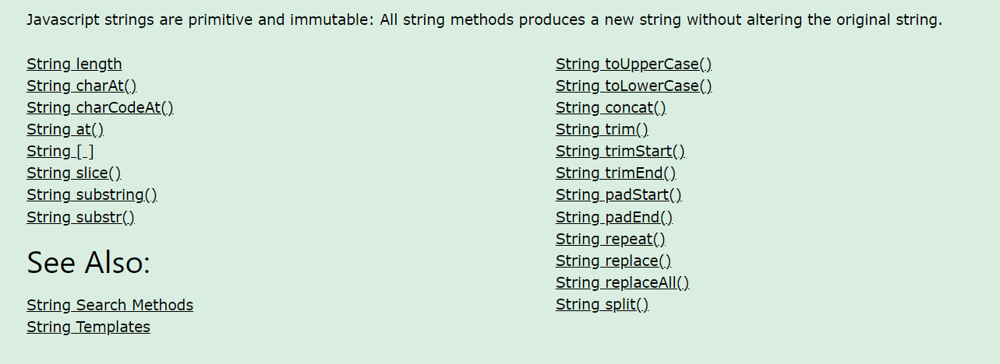 Javascript strings are primitive and immutable: All string methods produces a new string without altering the original string.
String length
String charAt()
String charCodeAt()
String at()
String [ ]
String slice()
String substring()
String substr()
See Also:
String Search Methods
String Templates
String toUpperCase()
String toLowerCase()
String concat()
String trim()
String trimStart()
String trimEnd()
String padStart()
String padEnd()
String repeat()
String replace()
String replaceAll()
String split()